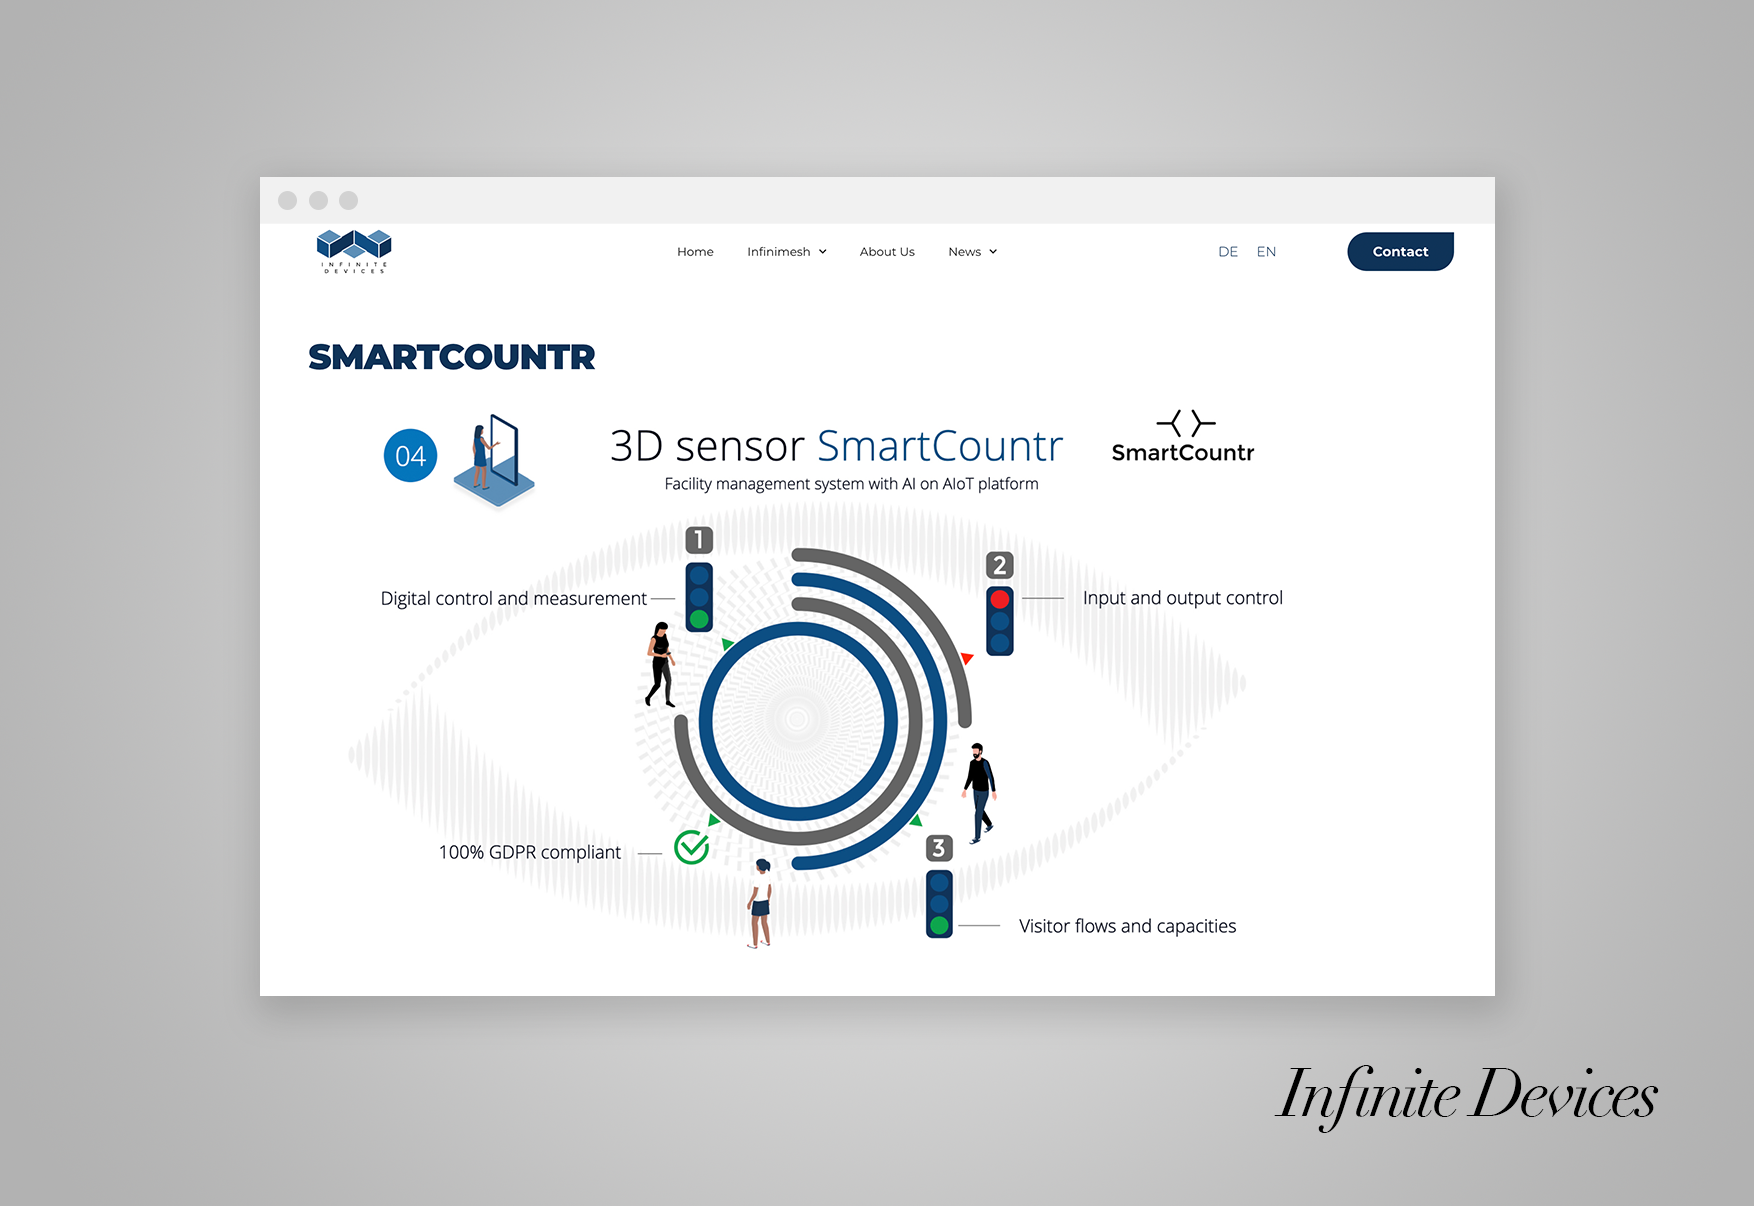 INFINITE
DEVICES
Home Infinimesh About Us News DE EN Contact
SMARTCOUNTR
04
3D sensor SmartCountr
Facility management system with AI on AIoT platform
SmartCountr
1
Digital control and measurement
2
Input and output control
100% GDPR compliant
3
Visitor flows and capacities
Infinite Devices